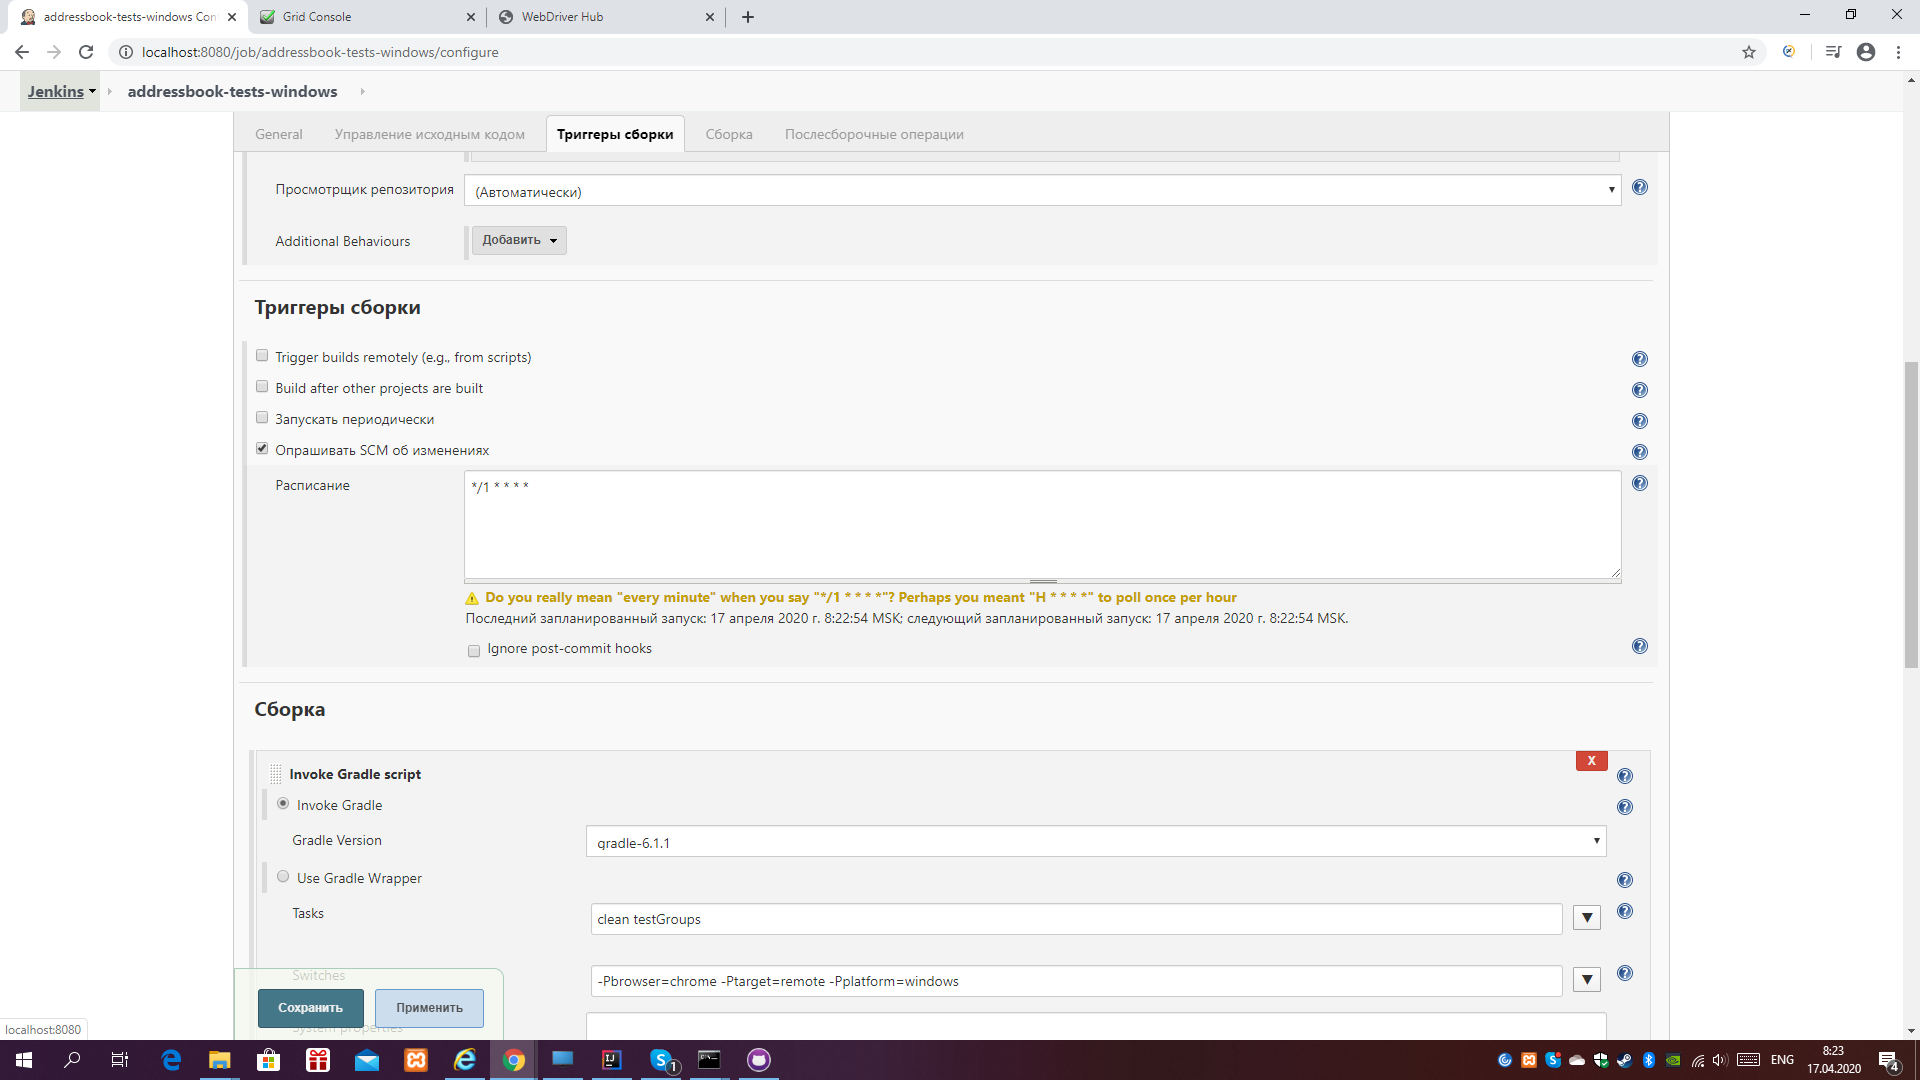 addressbook-tests-windows Con
Grid Console
WebDriver Hub
localhost:8080/job/addressbook-tests-windows/configure
Jenkins
addressbook-tests-windows
General
Управление исходным кодом
Триггеры сборки
Сборка
Послесборочные операции
Просмотрщик репозитория
(Автоматически)
Additional Behaviours
Добавить
Триггеры сборки
Trigger builds remotely (e.g., from scripts)
Build after other projects are built
Запускать периодически
Опрашивать SCM об изменениях
Расписание
*/1 * * * *
Do you really mean "every minute" when you say "*/1 * * * *"? Perhaps you meant "H * * * *" to poll once per hour
Последний запланированный запуск: 17 апреля 2020 г. 8:22:54 MSK; следующий запланированный запуск: 17 апреля 2020 г. 8:22:54 MSK.
Ignore post-commit hooks
Сборка
X
Invoke Gradle script
Invoke Gradle
Gradle Version
gradle-6.1.1
Use Gradle Wrapper
Tasks
clean testGroups
Switches
-Pbrowser=chrome -Ptarget=remote -Pplatform=windows
Сохранить
Применить
System properties
localhost:8080
ENG
8:23
17.04.2020
4
1